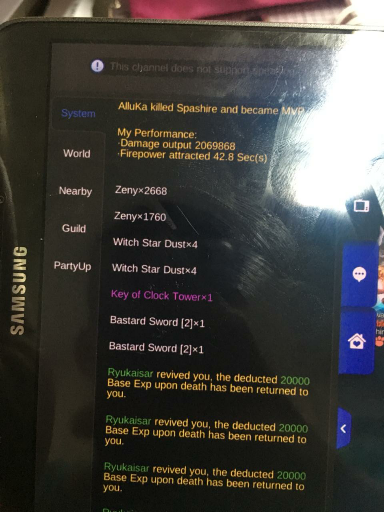 This channel does not support speaking
System
AlluKa killed Spashire and became MVP
World
My Performance:
·Damage output 2069868
·Firepower attracted 42.8 Sec(s)
Nearby
Zeny×2668
Guild
Zeny×1760
Witch Star Dust×4
PartyUp
Witch Star Dust×4
Key of Clock Tower×1
Bastard Sword [2]×1
Bastard Sword [2]×1
Ryukaisar revived you, the deducted 20000
Base Exp upon death has been returned to
you.
Ryukaisar revived you, the deducted 20000
Base Exp upon death has been returned to
you.
Ryukaisar revived you, the deducted 20000
Base Exp upon death has been returned to
you.
SAMSUNG